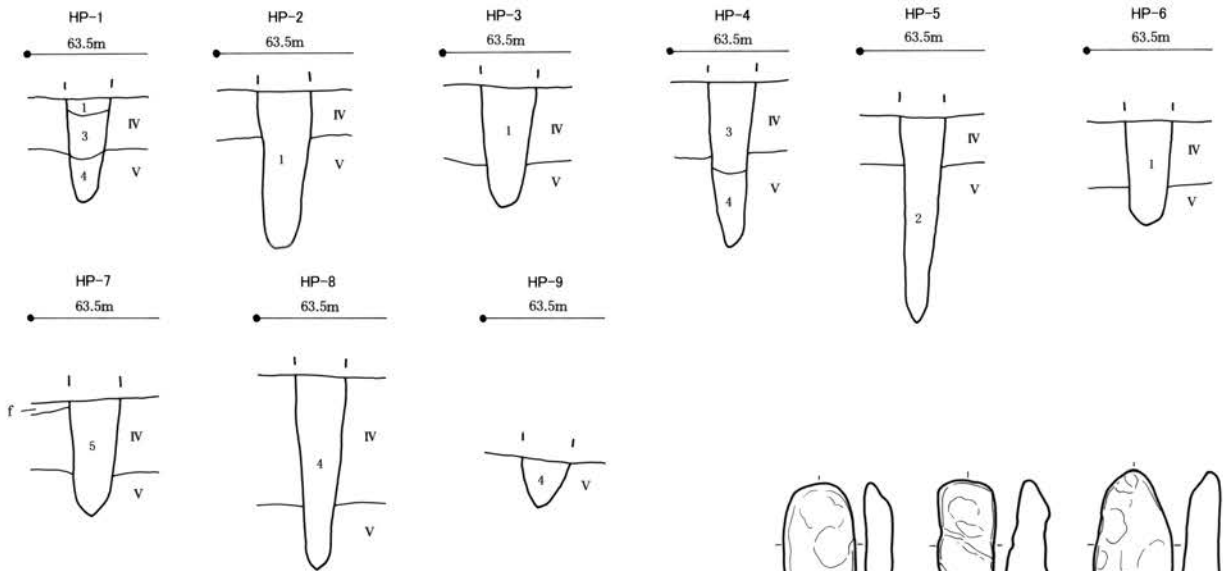 HP-1 HP-2 HP-3 HP-4 HP-5 HP-6
63.5m 63.5m 63.5m 63.5m 63.5m 63.5m
1 3 4 IV V
1 IV V
1 IV V
3 4 IV V
2 IV V
1 IV V
HP-7 HP-8 HP-9
63.5m 63.5m 63.5m
f 5 IV V
4 IV V
4 V